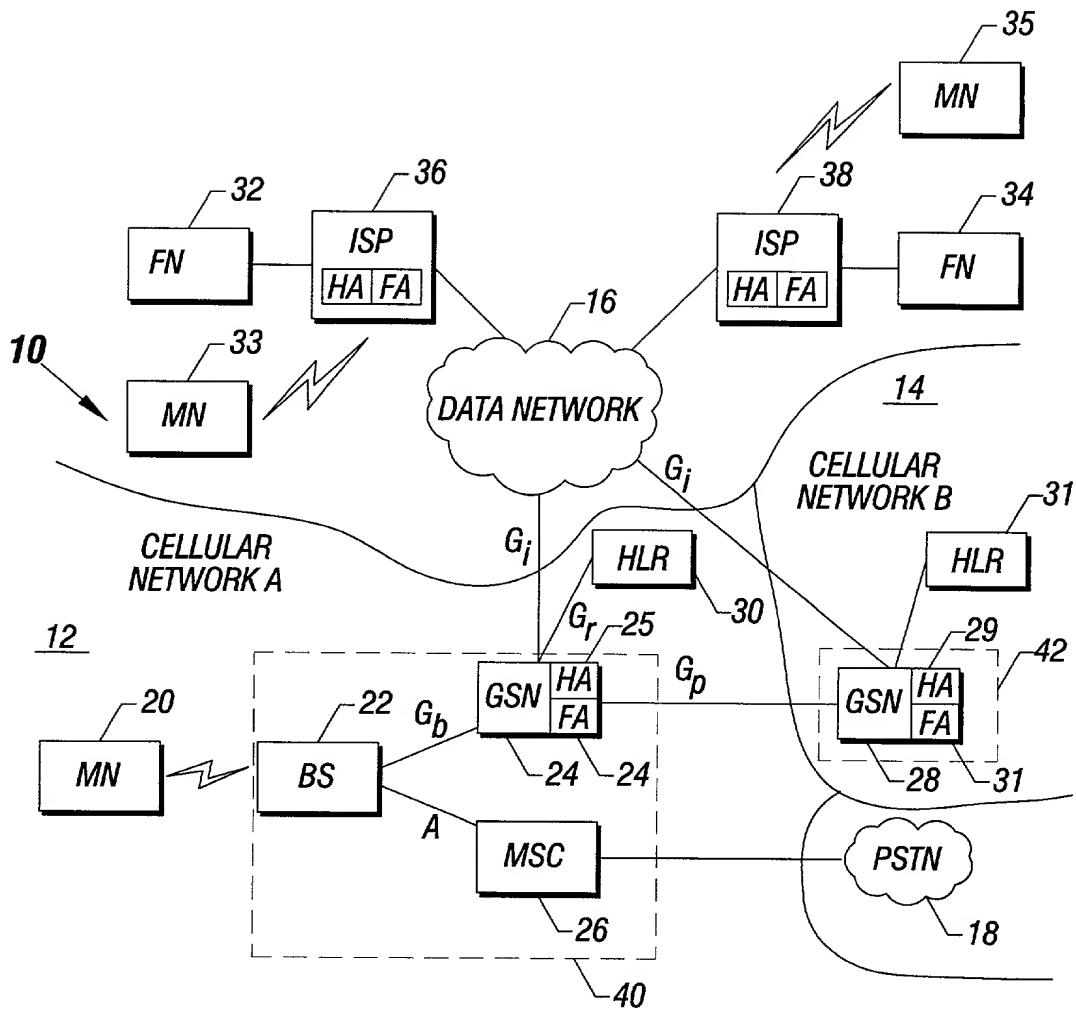 35
MN
32
36
38
34
FN
ISP
HA FA
ISP
HA FA
FN
16
10
33
MN
DATA NETWORK
14
CELLULAR
NETWORK B
Gi
31
HLR
CELLULAR
NETWORK A
Gi
HLR
30
12
Gr
25
29
42
20
22
Gb
GSN
HA
FA
Gp
GSN
HA
FA
MN
BS
24
24
28
31
A
MSC
PSTN
26
18
40